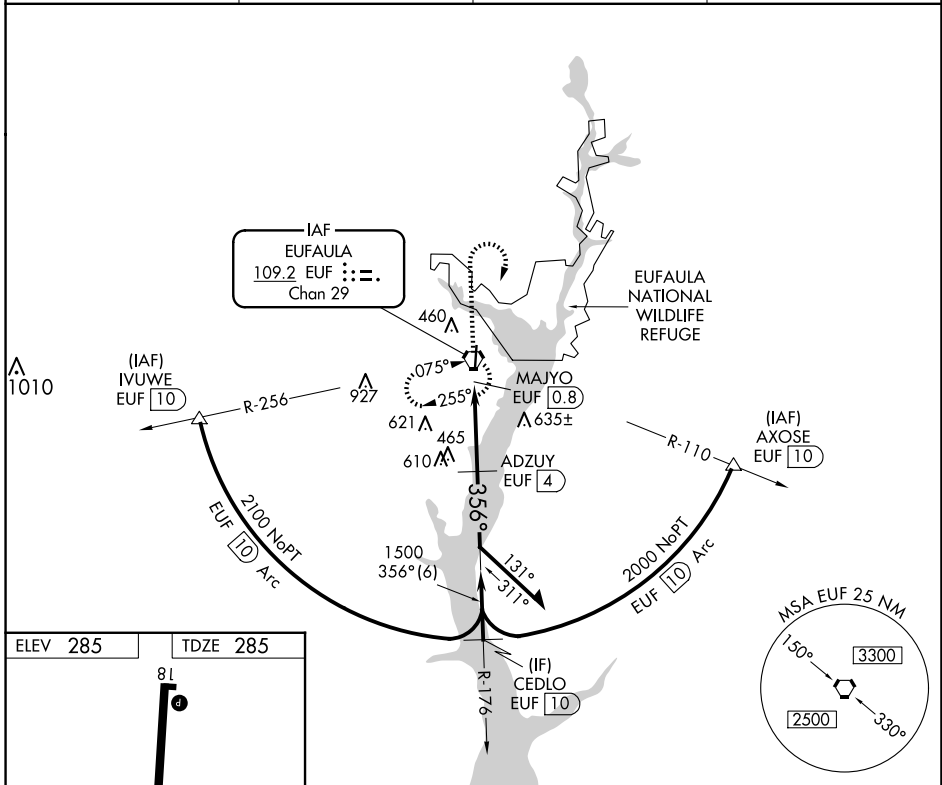 IAF
EUFAULA
109.2 EUF
Chan 29
EUFAULA
NATIONAL
WILDLIFE
REFUGE
460
1010
(IAF)
IVUWE
EUF 10
R-256
927
075°
255°
MAJYO
EUF 0.8
621
635±
465
610
ADZUY
EUF 4
(IAF)
AXOSE
EUF 10
R-110
356°
2100 NoPT
EUF 10 Arc
1500
356° (6)
131°
311°
2000 NoPT
EUF 10 Arc
(IF)
CEDLO
EUF 10
R-176
MSA EUF 25 NM
150°
3300
2500
330°
ELEV 285
TDZE 285
18
P